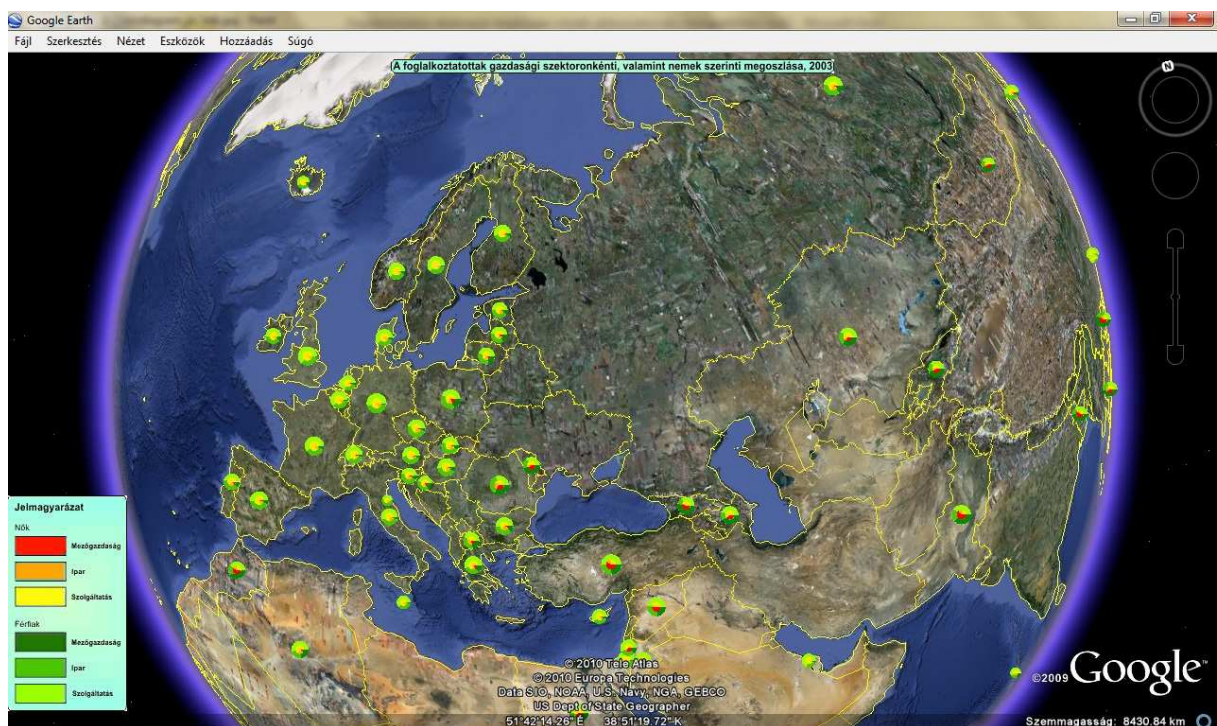 Google Earth
Fájl Szerkesztés Nézet Eszközök Hozzáadás Súgó
A foglalkoztatottak gazdasági szektoronkénti, valamint nemek szerinti megoszlása, 2003
N
Jelmagyarázat
Nők
Mezőgazdaság
Ipar
Szolgáltatás
Férfiak
Mezőgazdaság
Ipar
Szolgáltatás
© 2010 Tele Atlas
© 2010 Europa Technologies
Data SIO, NOAA, U.S. Navy, NGA, GEBCO
US Dept of State Geographer
©2009 Google™
51°42'14.26" É 38°51'19.72" K
Szemmagasság: 8430.84 km